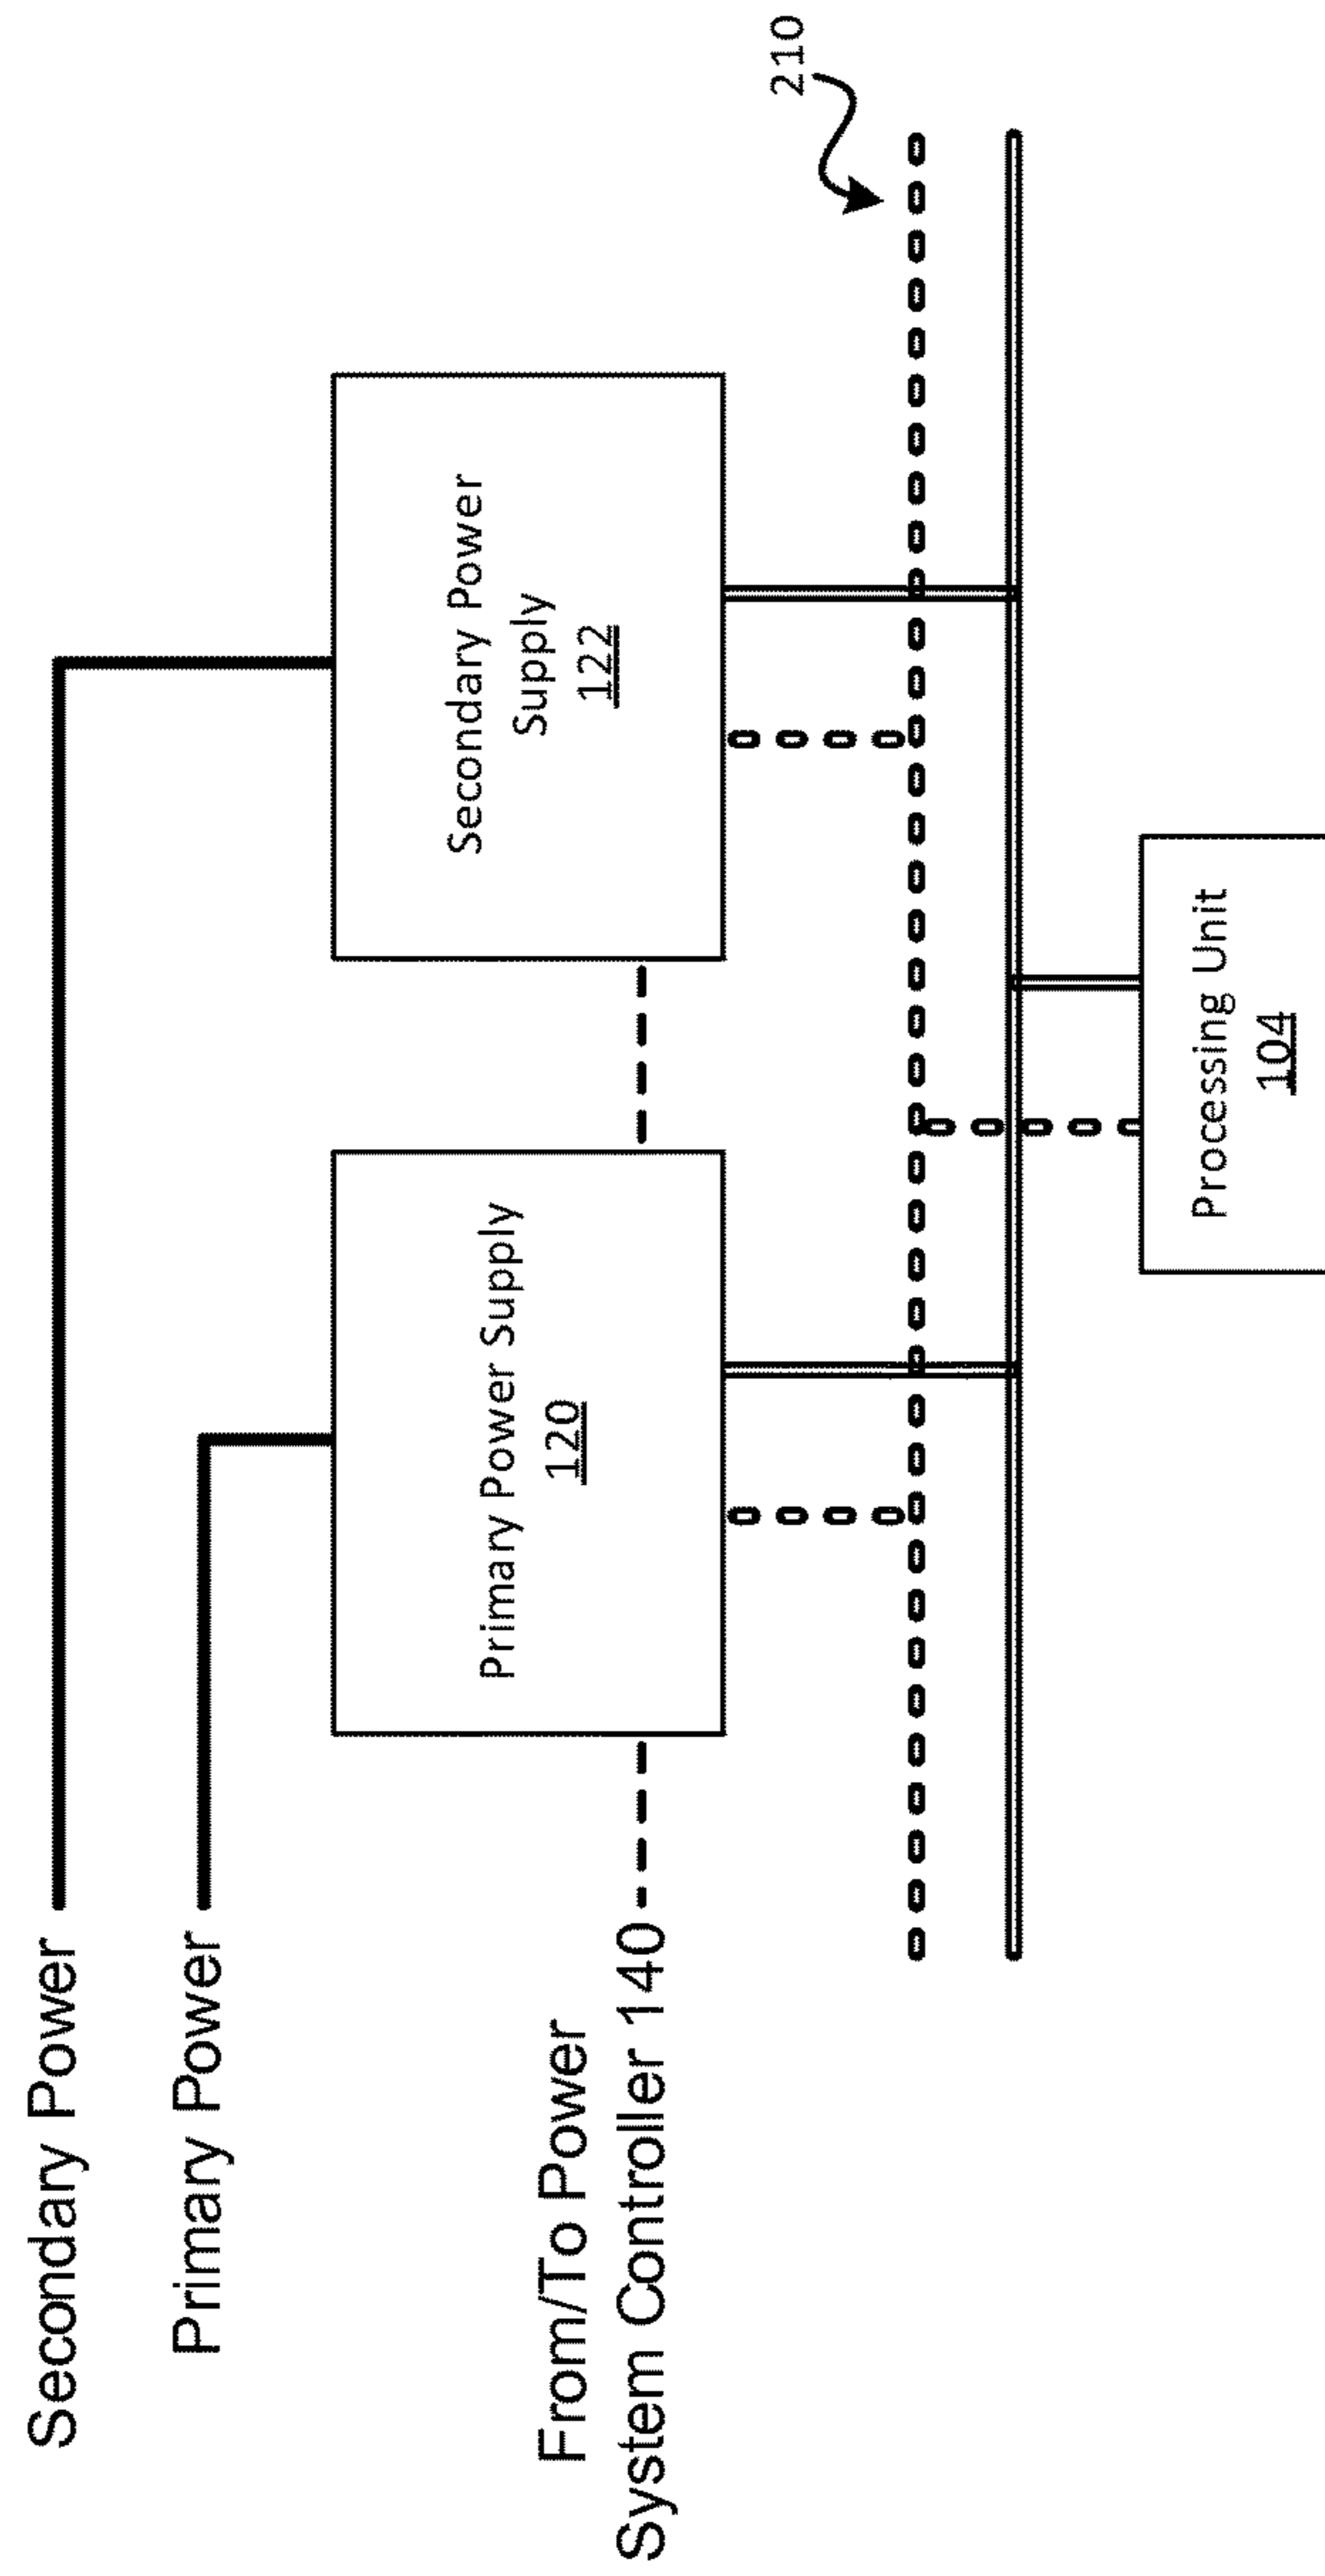 Secondary Power
Primary Power
From/To Power
System Controller 140
Primary Power Supply
120
Secondary Power
Supply
122
210
Processing Unit
104